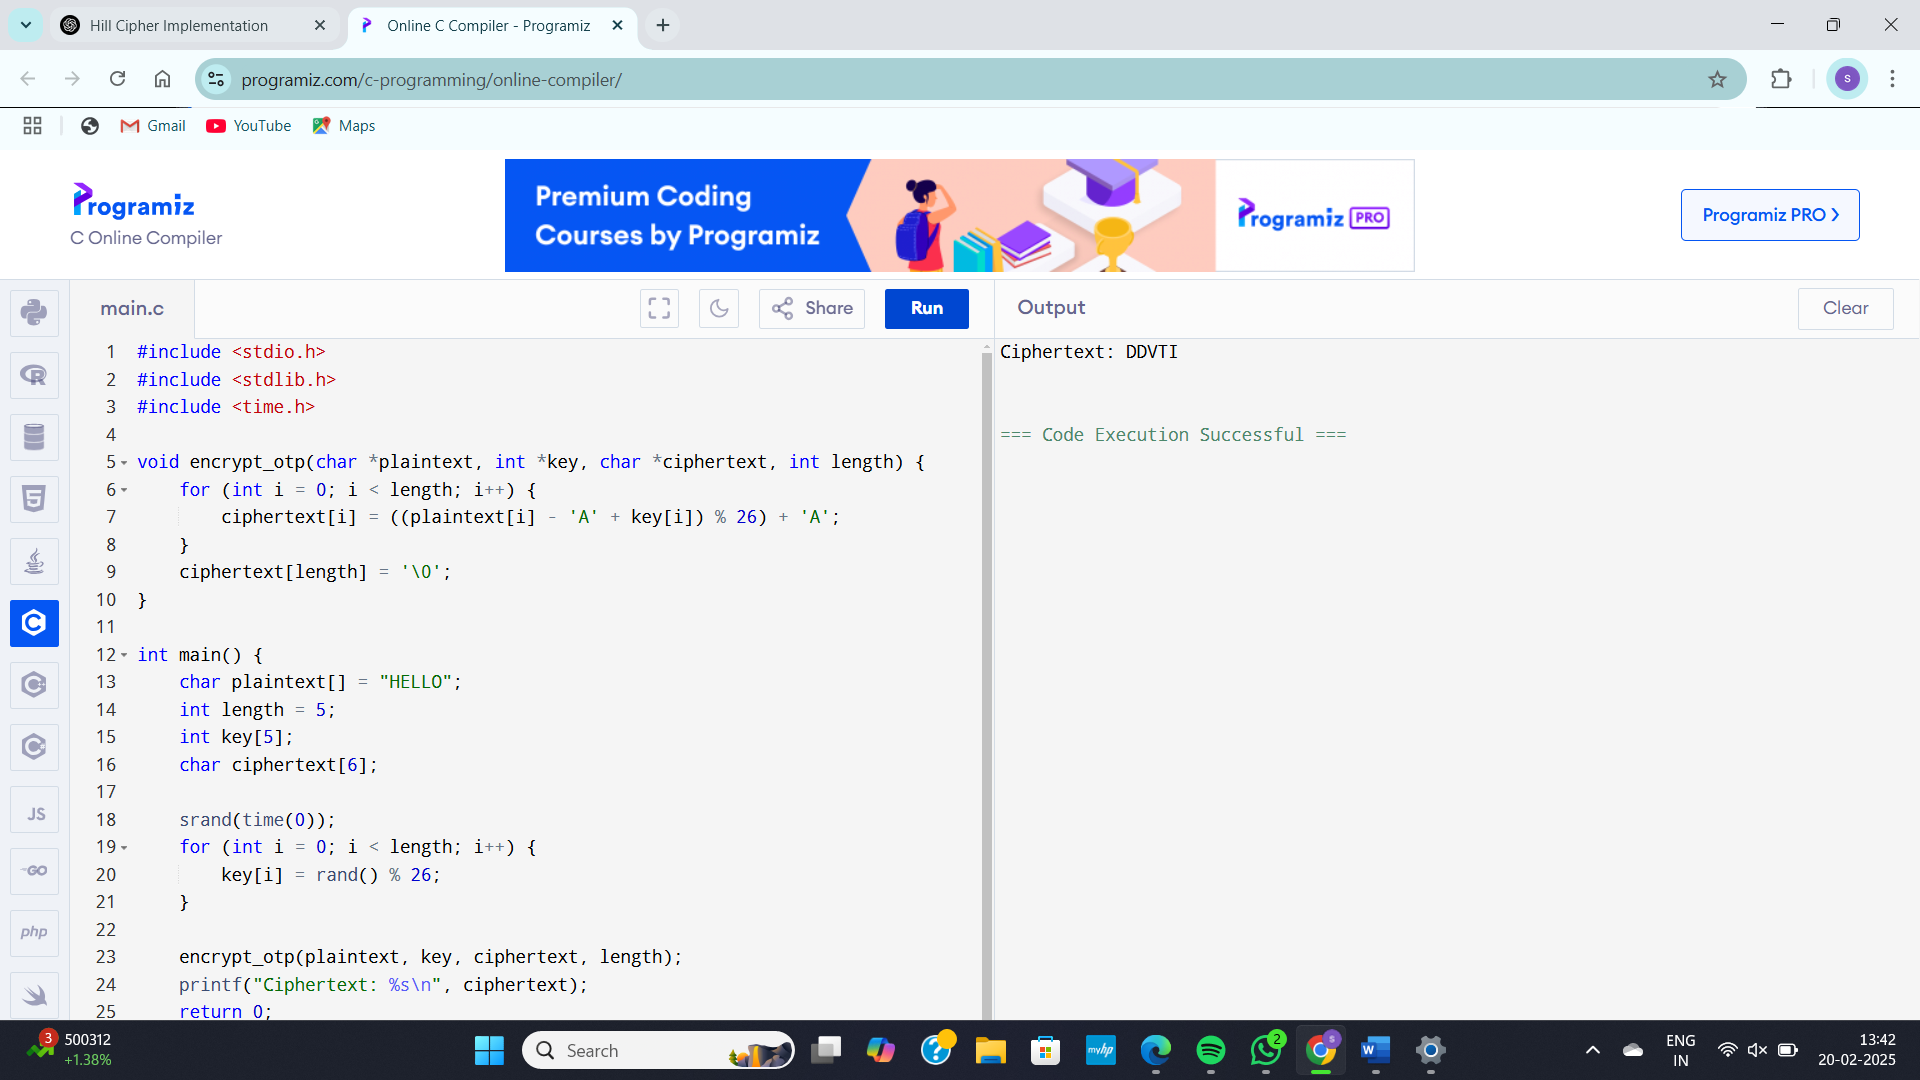 Hill Cipher Implementation
Online C Compiler - Programiz
programiz.com/c-programming/online-compiler/
S
Gmail
YouTube
Maps
Programiz
C Online Compiler
Premium Coding
Courses by Programiz
Programiz PRO
Programiz PRO
main.c
Share
Run
Output
Clear
1 #include <stdio.h>
2 #include <stdlib.h>
3 #include <time.h>
4
5 void encrypt_otp(char *plaintext, int *key, char *ciphertext, int length) {
6 for (int i = 0; i < length; i++) {
7 ciphertext[i] = ((plaintext[i] - 'A' + key[i]) % 26) + 'A';
8 }
9 ciphertext[length] = '\0';
10 }
11
12 int main() {
13 char plaintext[] = "HELLO";
14 int length = 5;
15 int key[5];
16 char ciphertext[6];
17
18 srand(time(0));
19 for (int i = 0; i < length; i++) {
20 key[i] = rand() % 26;
21 }
22
23 encrypt_otp(plaintext, key, ciphertext, length);
24 printf("Ciphertext: %s\n", ciphertext);
25 return 0;
Ciphertext: DDVTI
=== Code Execution Successful ===
R
5
C
JS
GO
php
3
500312
+1.38%
Search
myhp
2
S
W
ENG
IN
13:42
20-02-2025